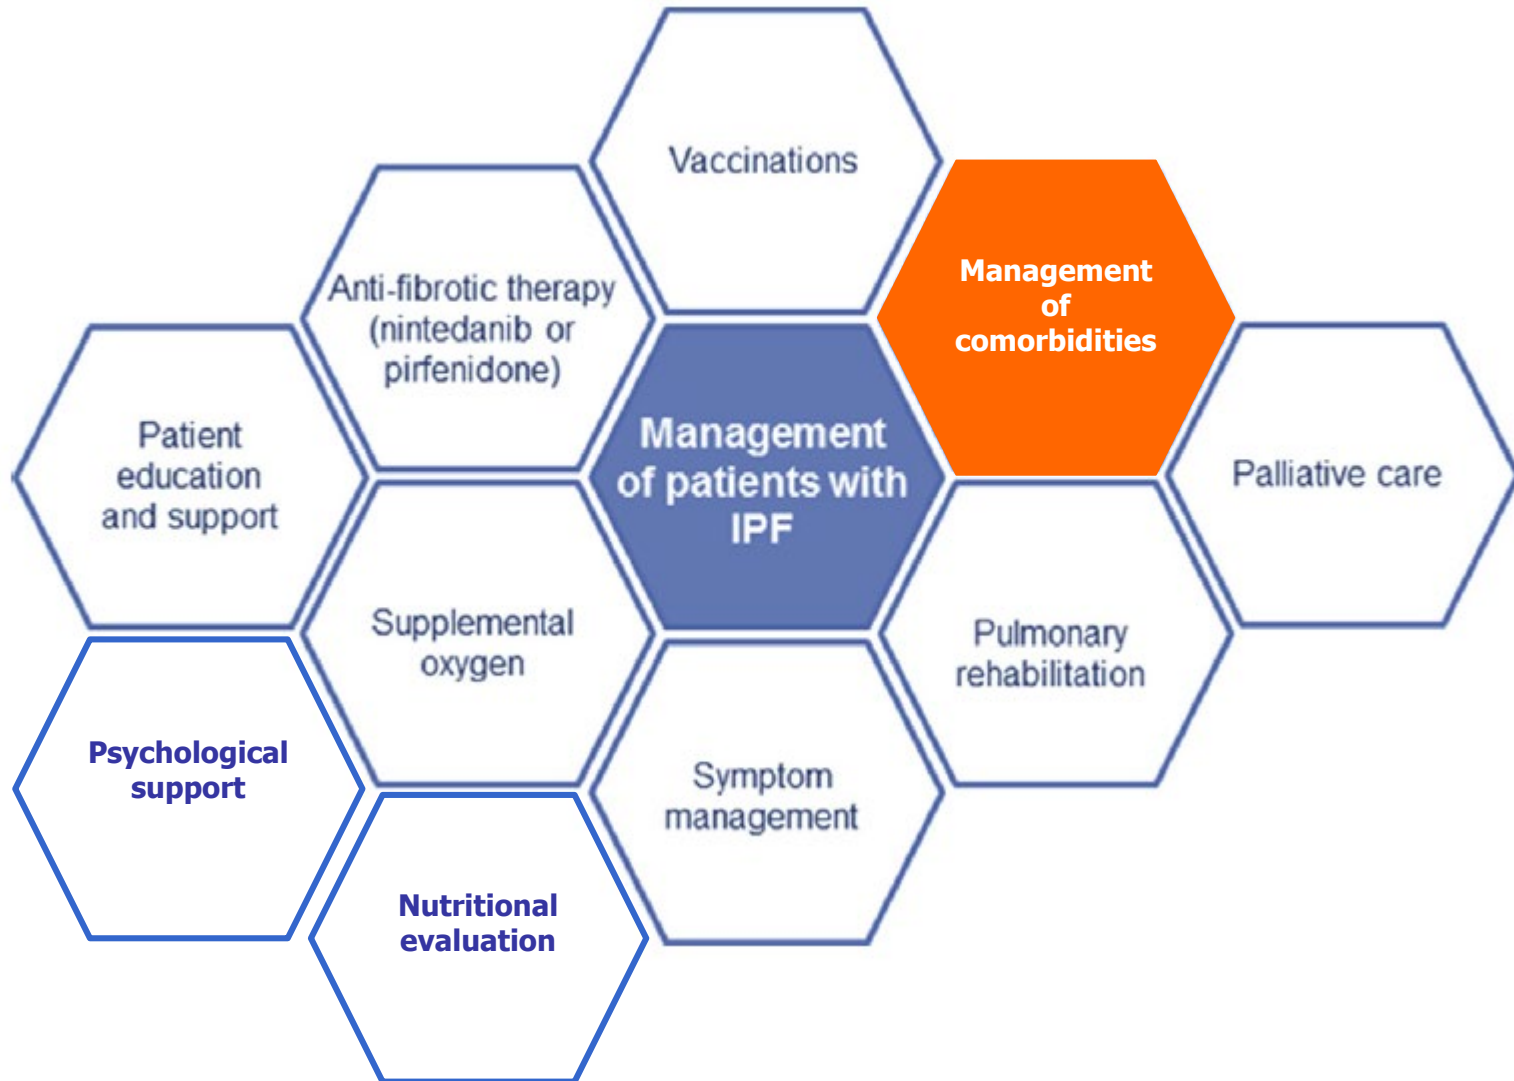 Vaccinations
Management
of
comorbidities
Anti-fibrotic therapy
(nintedanib or
pirfenidone)
Management
of patients with
IPF
Patient
education
and support
Palliative care
Supplemental
oxygen
Pulmonary
rehabilitation
Psychological
support
Symptom
management
Nutritional
evaluation